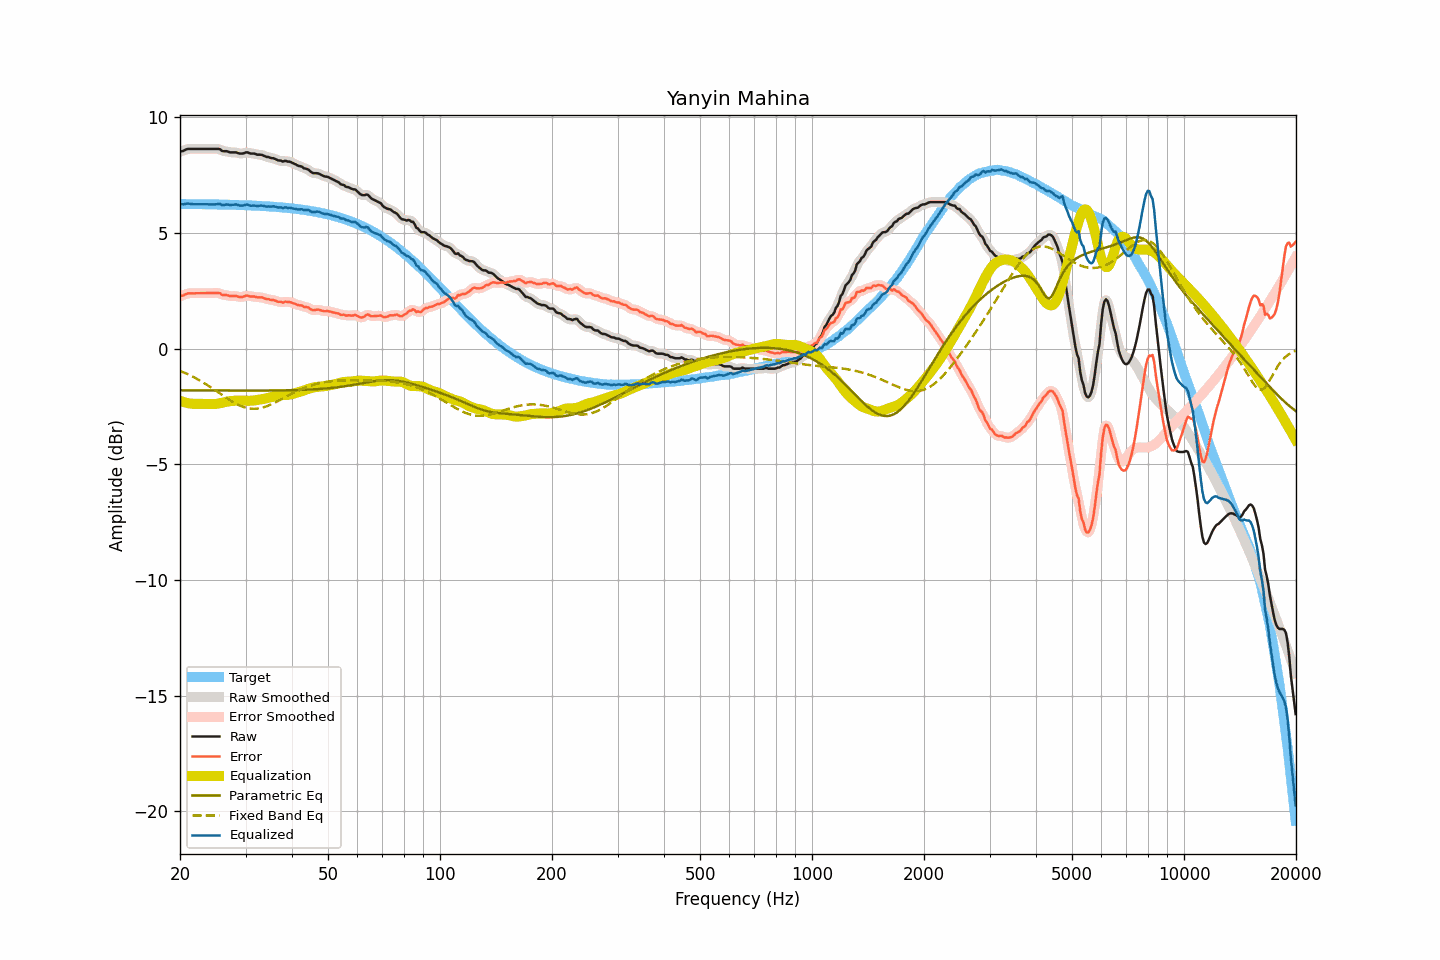 Yanyin Mahina
10
5
0
−5
−10
−15
−20
Amplitude (dBr)
Target
Raw Smoothed
Error Smoothed
Raw
Error
Equalization
Parametric Eq
Fixed Band Eq
Equalized
20 50 100 200 500 1000 2000 5000 10000 20000
Frequency (Hz)